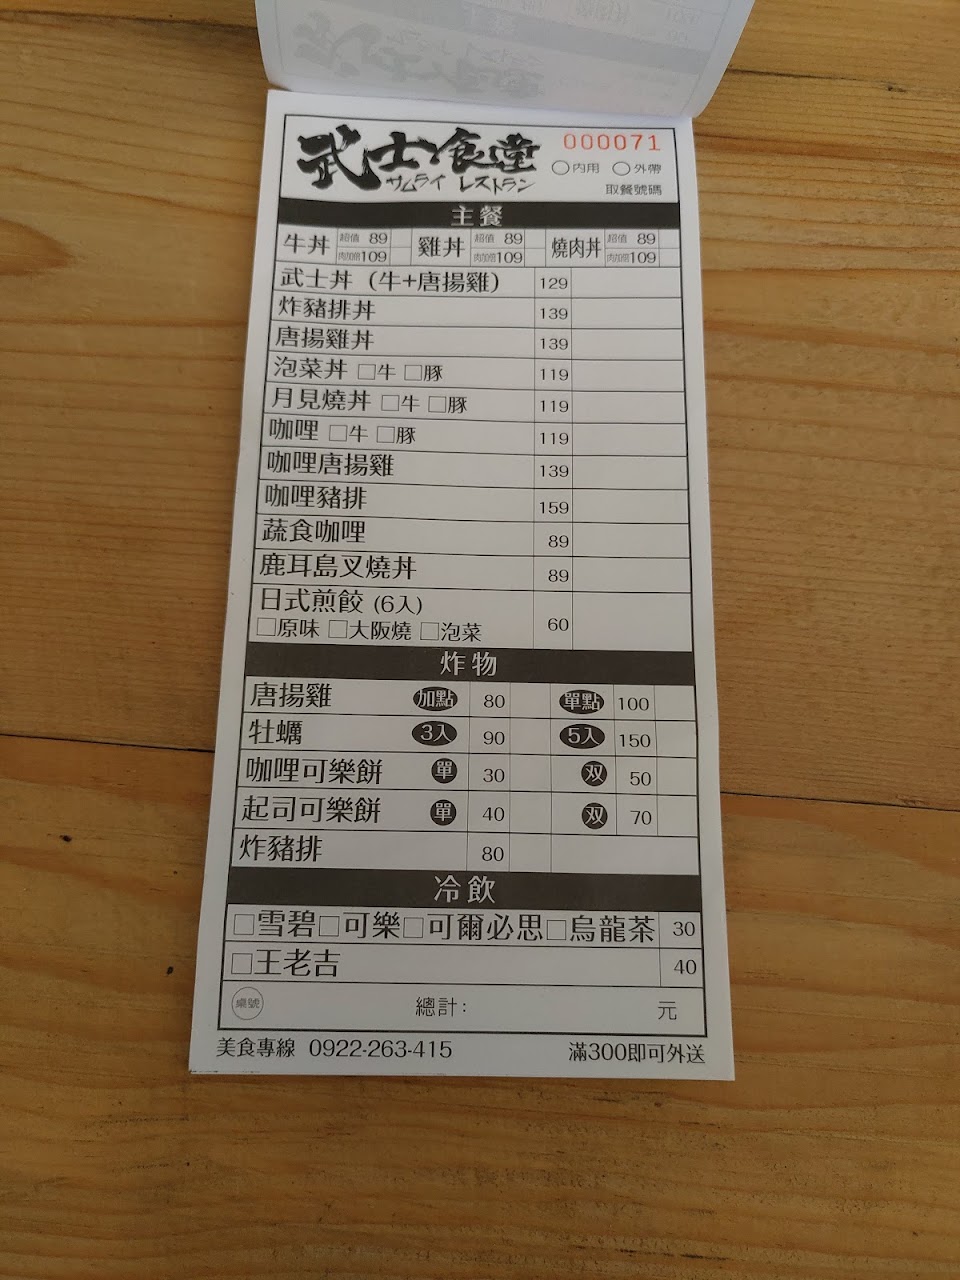 武士食堂
サムライ レストラン
000071
○內用 ○外帶
取餐號碼
主餐
牛丼 超值 89 肉加倍 109 雞丼 超值 89 肉加倍 109 燒肉丼 超值 89 肉加倍 109
武士丼 (牛+唐揚雞) 129
炸豬排丼 139
唐揚雞丼 139
泡菜丼 □牛 □豚 119
月見燒丼 □牛 □豚 119
咖哩 □牛 □豚 119
咖哩唐揚雞 139
咖哩豬排 159
蔬食咖哩 89
鹿耳島叉燒丼 89
日式煎餃 (6入) 60
□原味 □大阪燒 □泡菜
炸物
唐揚雞 加點 80 單點 100
牡蠣 3入 90 5入 150
咖哩可樂餅 單 30 双 50
起司可樂餅 單 40 双 70
炸豬排 80
冷飲
□雪碧□可樂□可爾必思□烏龍茶 30
□王老吉 40
桌號 總計: 元
美食專線 0922-263-415 滿300即可外送